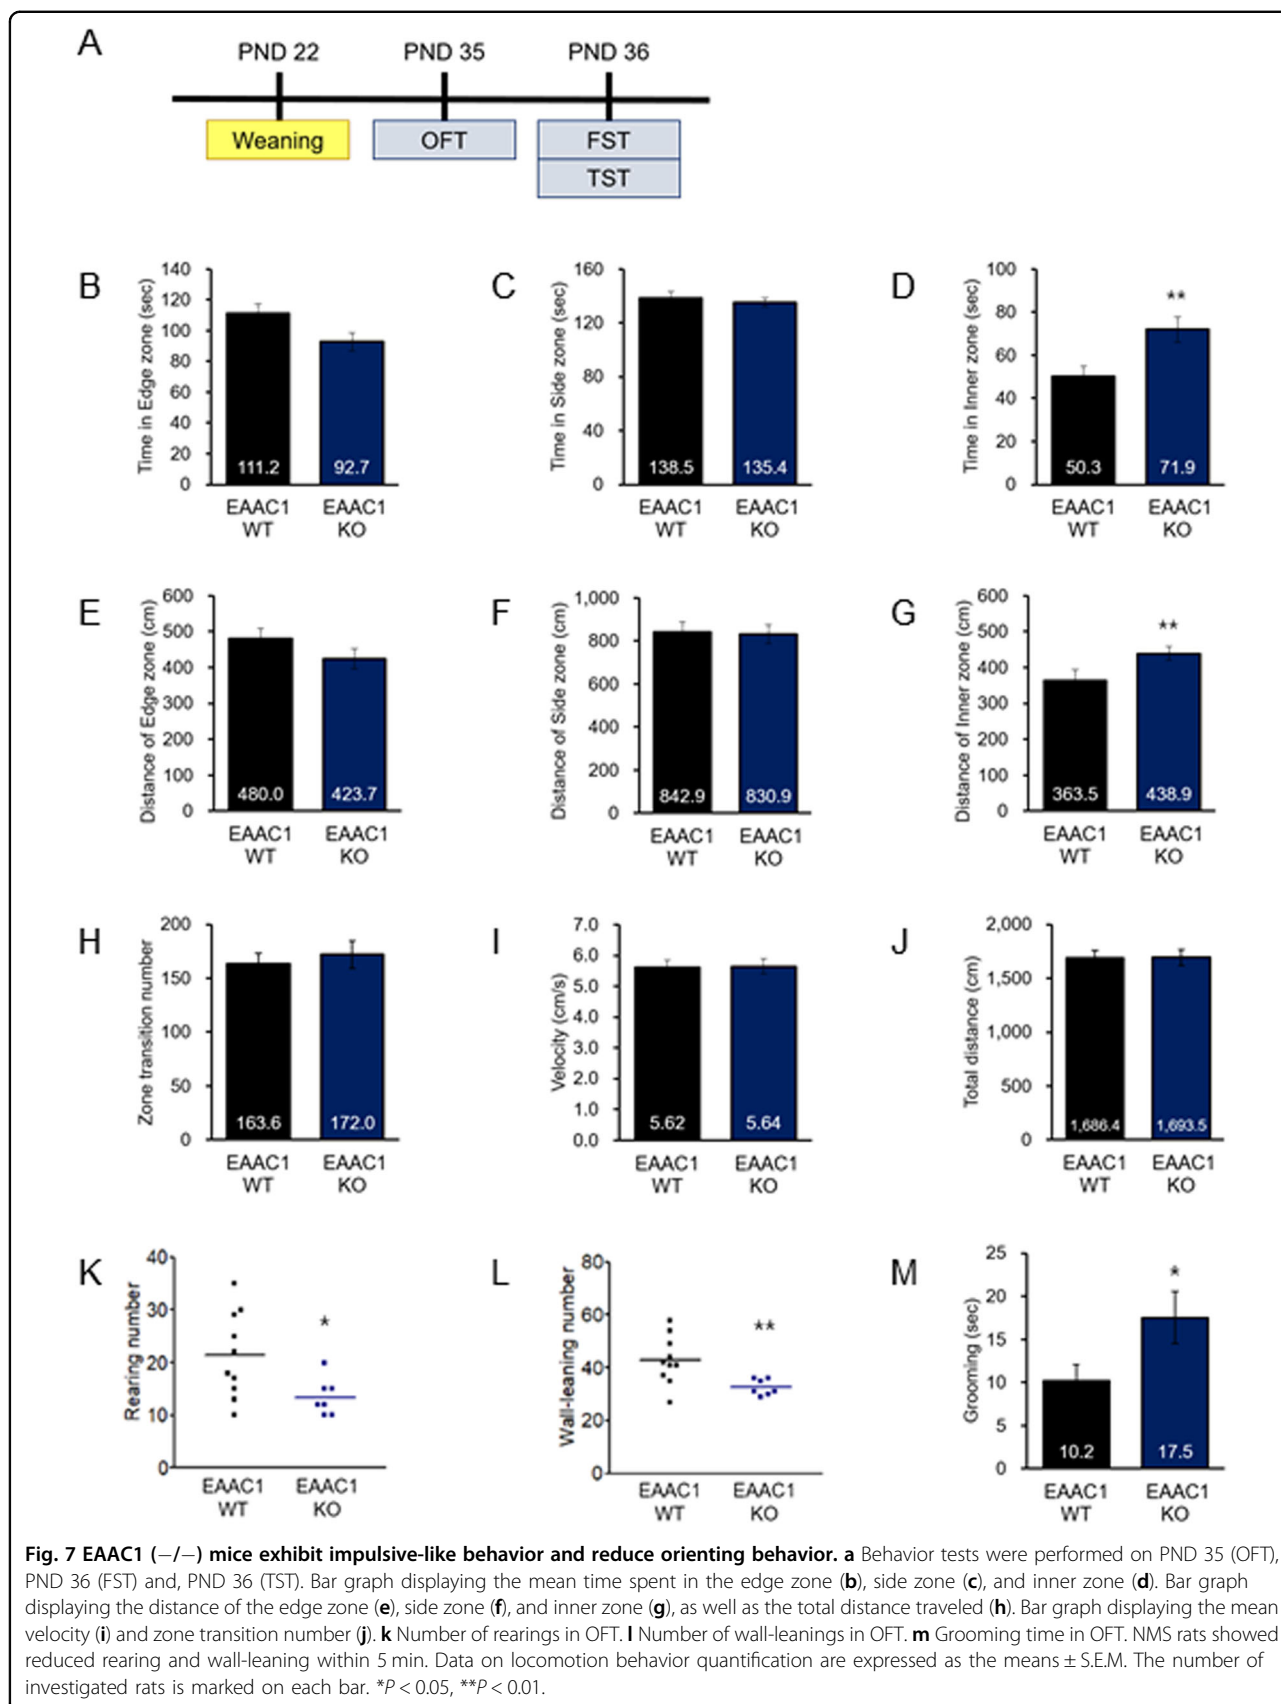 A
PND 22 PND 35 PND 36
Weaning OFT FST
TST
B
Time in Edge zone (sec)
140
120
100
80
60
40
20
0
111.2 92.7
EAAC1 EAAC1
WT KO
C
Time in Side zone (sec)
160
120
80
40
0
138.5 135.4
EAAC1 EAAC1
WT KO
D
Time in Inner zone (sec)
100
80
60
40
20
0
**
50.3 71.9
EAAC1 EAAC1
WT KO
E
Distance of Edge zone (cm)
600
500
400
300
200
100
0
480.0 423.7
EAAC1 EAAC1
WT KO
F
Distance of Side zone (cm)
1,000
800
600
400
200
0
842.9 830.9
EAAC1 EAAC1
WT KO
G
Distance of Inner zone (cm)
600
500
400
300
200
100
0
**
363.5 438.9
EAAC1 EAAC1
WT KO
H
Zone transition number
200
150
100
50
0
163.6 172.0
EAAC1 EAAC1
WT KO
I
Velocity (cm/s)
7.0
6.0
5.0
4.0
3.0
2.0
1.0
0.0
5.62 5.64
EAAC1 EAAC1
WT KO
J
Total distance (cm)
2,000
1,500
1,000
500
0
1,686.4 1,693.5
EAAC1 EAAC1
WT KO
K
Rearing number
40
30
20
10
0
*
EAAC1 EAAC1
WT KO
L
Wall-leaning number
80
60
40
20
0
**
EAAC1 EAAC1
WT KO
M
Grooming (sec)
25
20
15
10
5
0
*
10.2 17.5
EAAC1 EAAC1
WT KO
Fig. 7 EAAC1 (−/−) mice exhibit impulsive-like behavior and reduce orienting behavior. a Behavior tests were performed on PND 35 (OFT),
PND 36 (FST) and, PND 36 (TST). Bar graph displaying the mean time spent in the edge zone (b), side zone (c), and inner zone (d). Bar graph
displaying the distance of the edge zone (e), side zone (f), and inner zone (g), as well as the total distance traveled (h). Bar graph displaying the mean
velocity (i) and zone transition number (j). k Number of rearings in OFT. l Number of wall-leanings in OFT. m Grooming time in OFT. NMS rats showed
reduced rearing and wall-leaning within 5 min. Data on locomotion behavior quantification are expressed as the means ± S.E.M. The number of
investigated rats is marked on each bar. *P < 0.05, **P < 0.01.